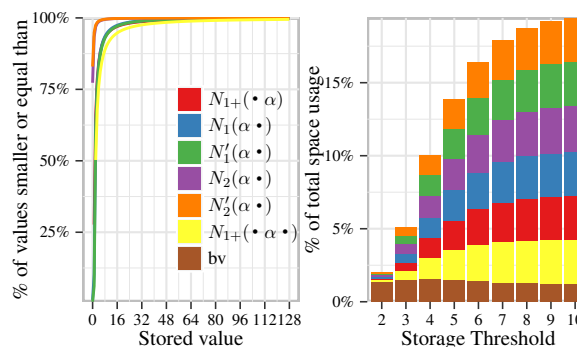 % of values smaller or equal than
100%
75%
50%
25%
0 16 32 48 64 80 96 112 128
Stored value
N₁₊(• α)
N₁(α •)
N′₁(α •)
N₂(α •)
N′₂(α •)
N₁₊(• α •)
bv
% of total space usage
15%
10%
5%
0%
2 3 4 5 6 7 8 9 10
Storage Threshold